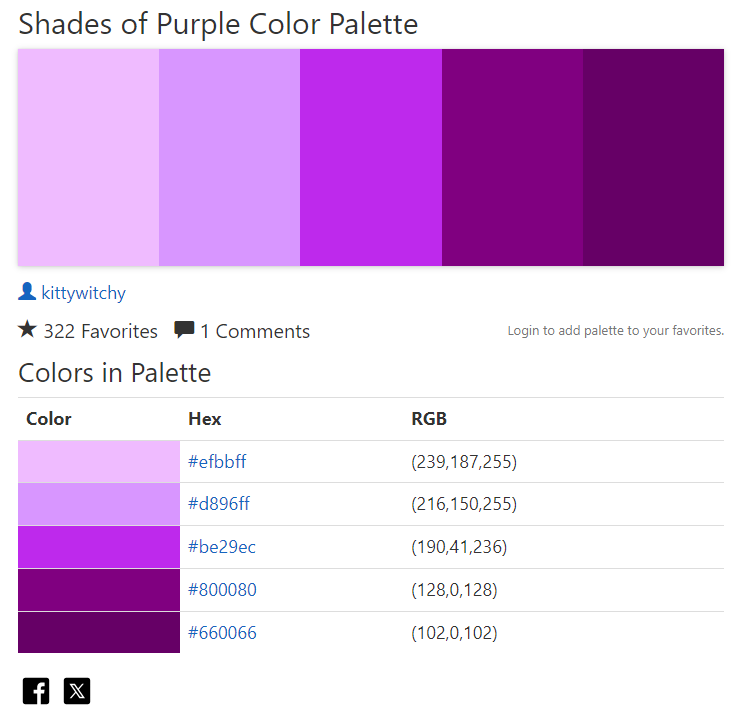 Shades of Purple Color Palette
kittywitchy
322 Favorites 1 Comments Login to add palette to your favorites.
Colors in Palette
Color Hex RGB
#efbbff (239,187,255)
#d896ff (216,150,255)
#be29ec (190,41,236)
#800080 (128,0,128)
#660066 (102,0,102)